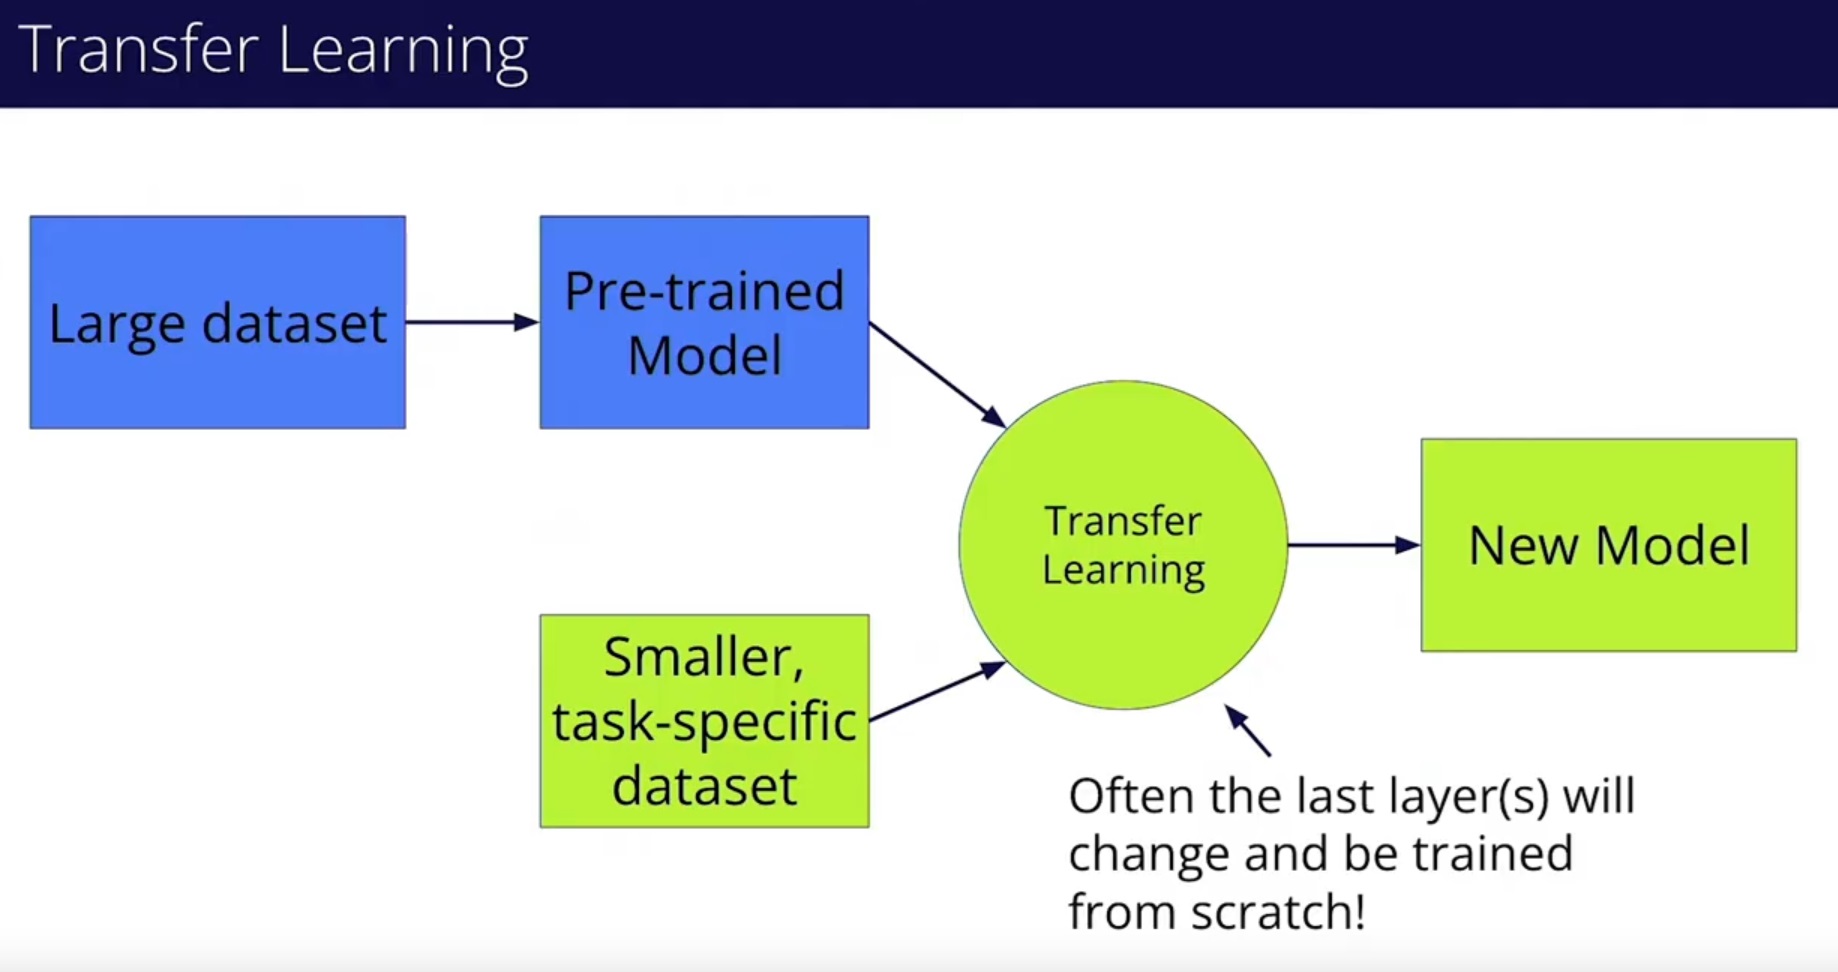 Transfer Learning
Large dataset
Pre-trained
Model
Transfer
Learning
New Model
Smaller,
task-specific
dataset
Often the last layer(s) will
change and be trained
from scratch!